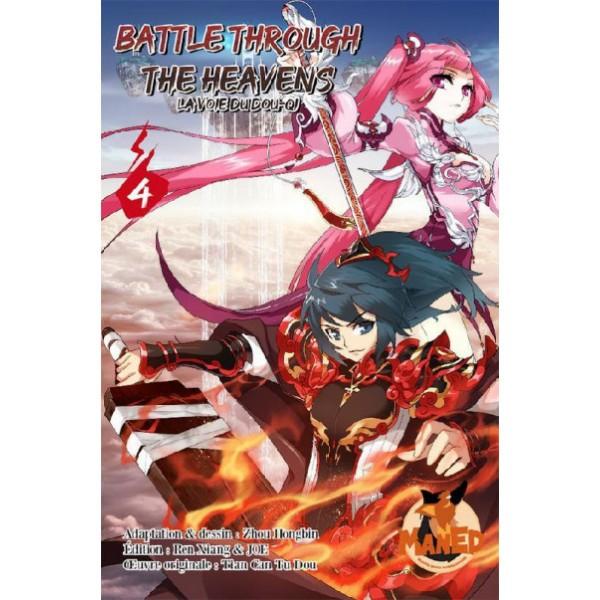 BATTLE THROUGH
THE HEAVENS
LA VOIE DU DOU-QI
4
Adaptation & dessin : Zhou Hongbin
Édition : Ren Xiang & JOE
Œuvre originale : Tian Can Tu Dou
MANED